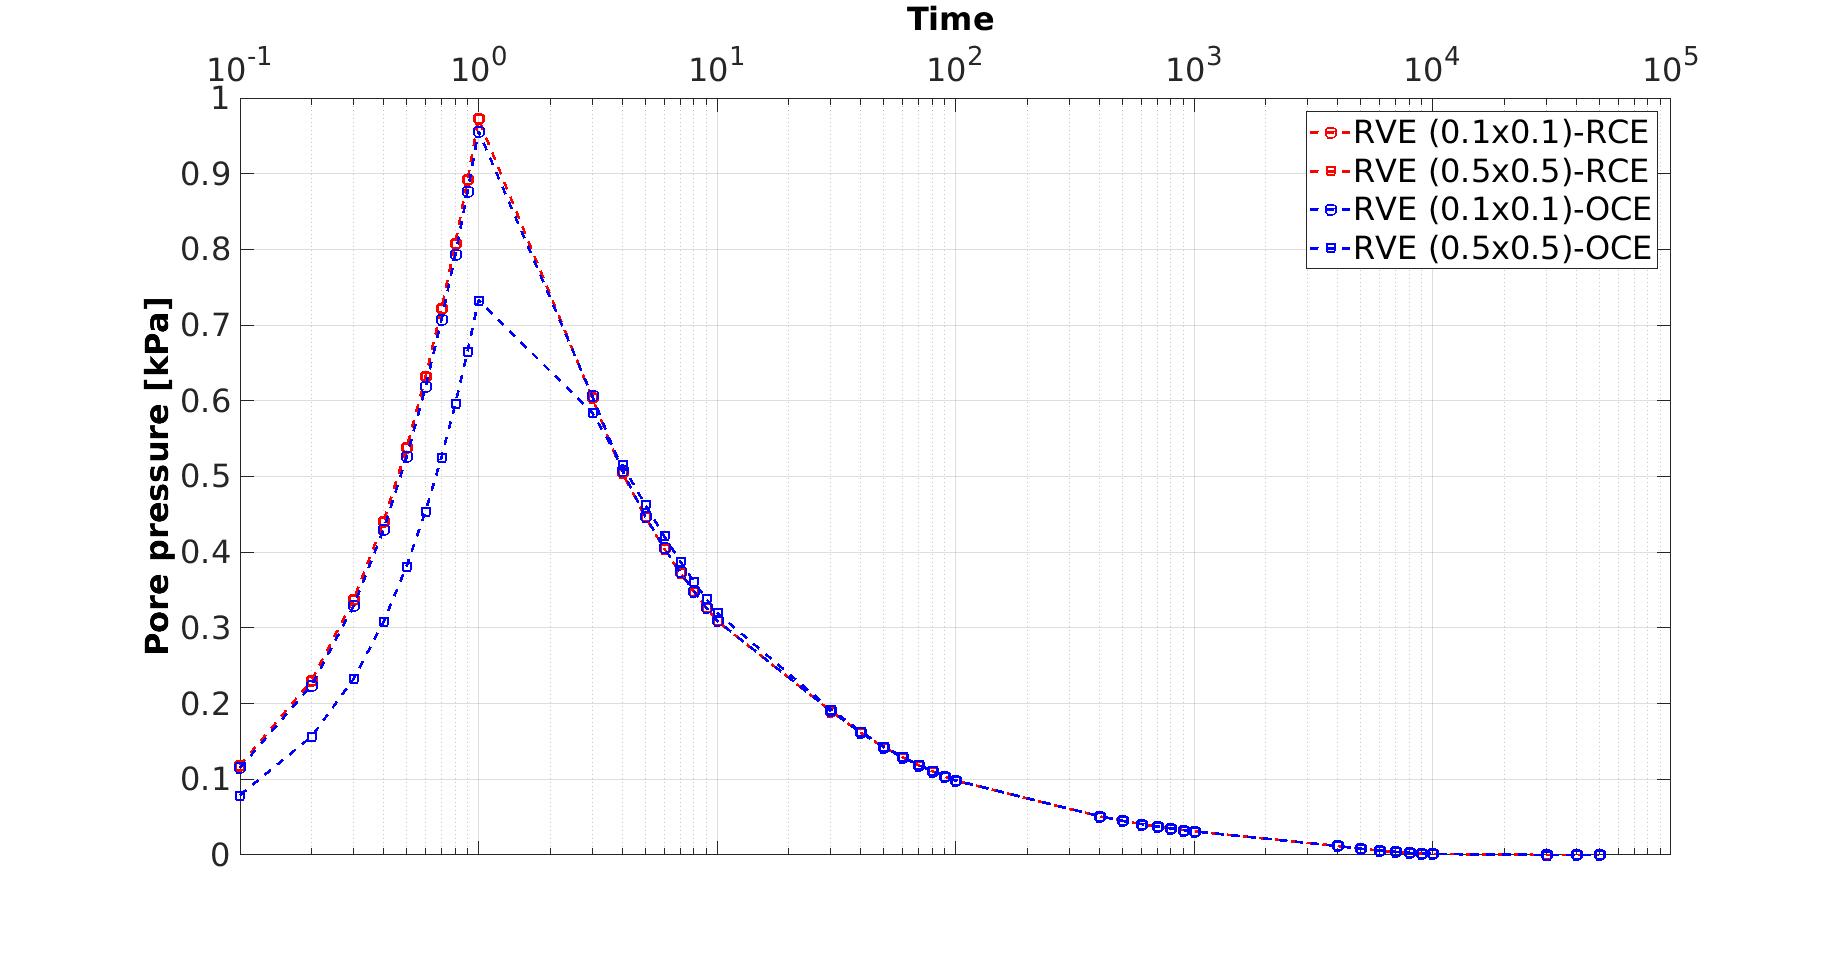 Time
10^-1 10^0 10^1 10^2 10^3 10^4 10^5
1
0.9
0.8
0.7
0.6
0.5
0.4
0.3
0.2
0.1
0
Pore pressure [kPa]
RVE (0.1x0.1)-RCE
RVE (0.5x0.5)-RCE
RVE (0.1x0.1)-OCE
RVE (0.5x0.5)-OCE